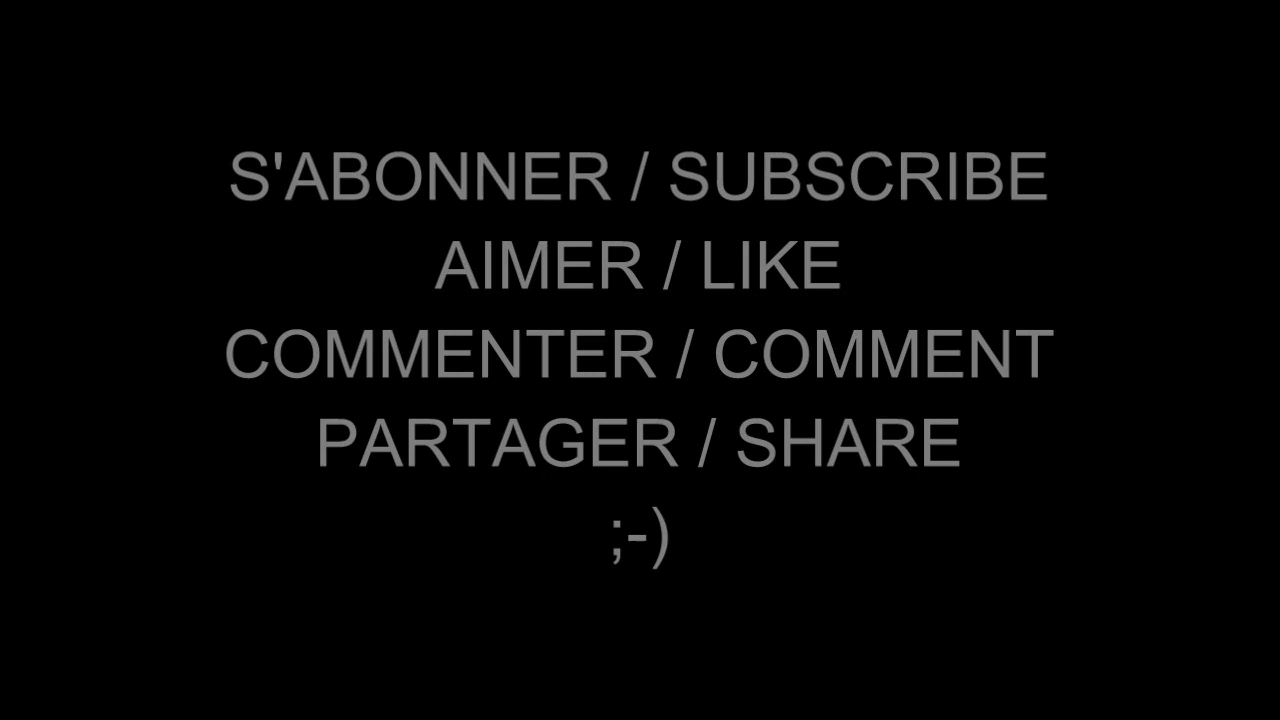 S'ABONNER / SUBSCRIBE
AIMER / LIKE
COMMENTER / COMMENT
PARTAGER / SHARE
;-)